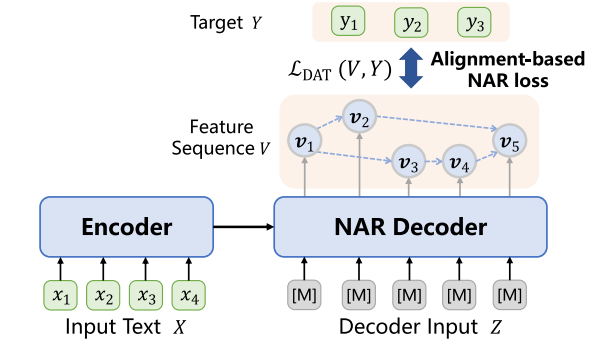 Target Y
y₁ y₂ y₃
ℒ_DAT (V, Y)
Alignment-based
NAR loss
Feature
Sequence V
v₁ v₂ v₃ v₄ v₅
Encoder
NAR Decoder
x₁ x₂ x₃ x₄
[M] [M] [M] [M] [M]
Input Text X
Decoder Input Z